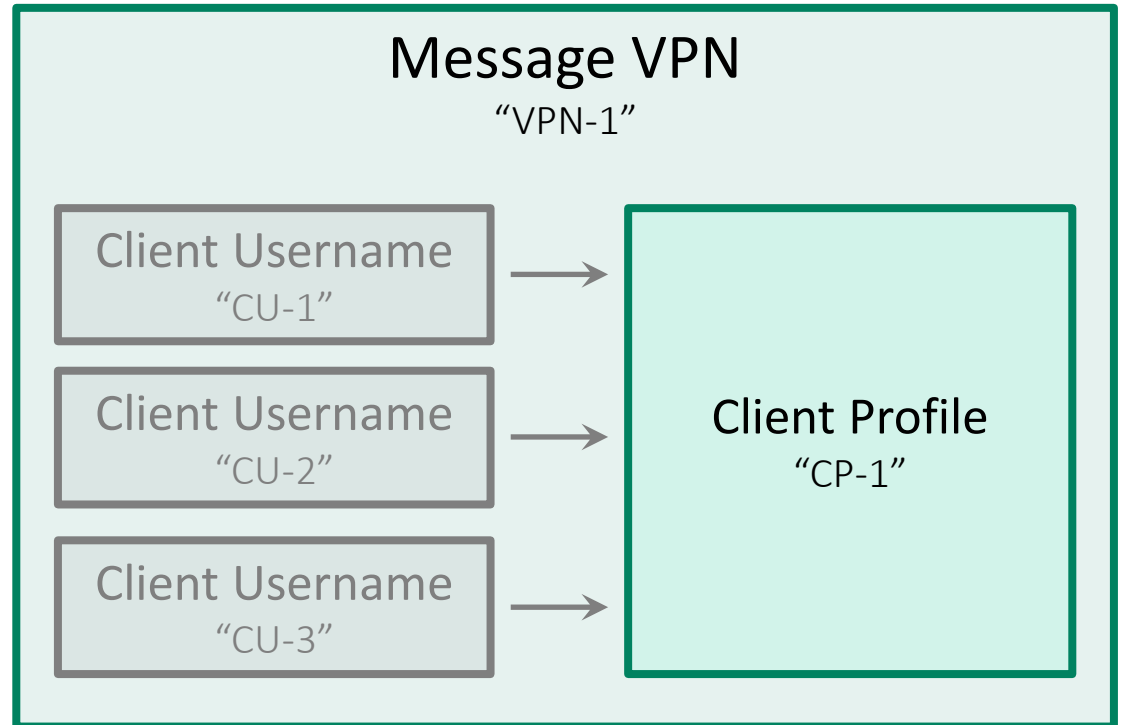 Message VPN
“VPN-1”
Client Username
“CU-1”
Client Username
“CU-2”
Client Username
“CU-3”
Client Profile
“CP-1”